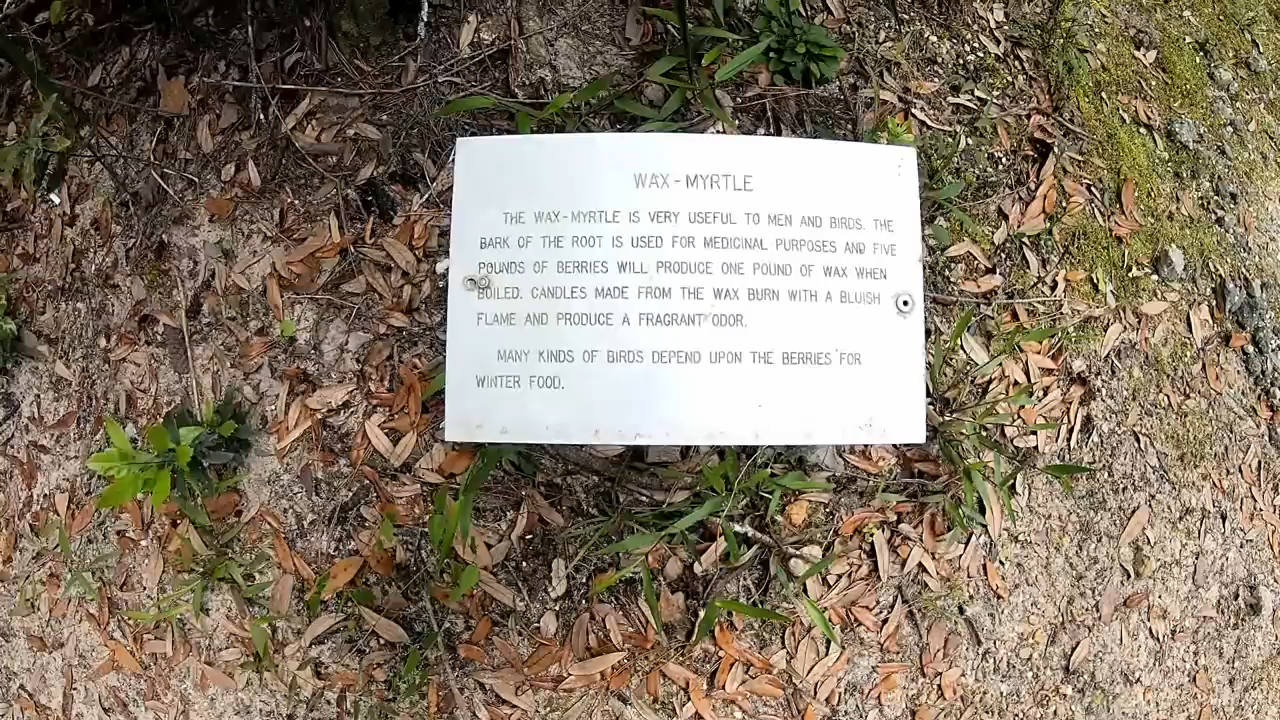 WAX-MYRTLE
THE WAX-MYRTLE IS VERY USEFUL TO MEN AND BIRDS. THE
BARK OF THE ROOT IS USED FOR MEDICINAL PURPOSES AND FIVE
POUNDS OF BERRIES WILL PRODUCE ONE POUND OF WAX WHEN
BOILED. CANDLES MADE FROM THE WAX BURN WITH A BLUISH
FLAME AND PRODUCE A FRAGRANT ODOR.
MANY KINDS OF BIRDS DEPEND UPON THE BERRIES FOR
WINTER FOOD.